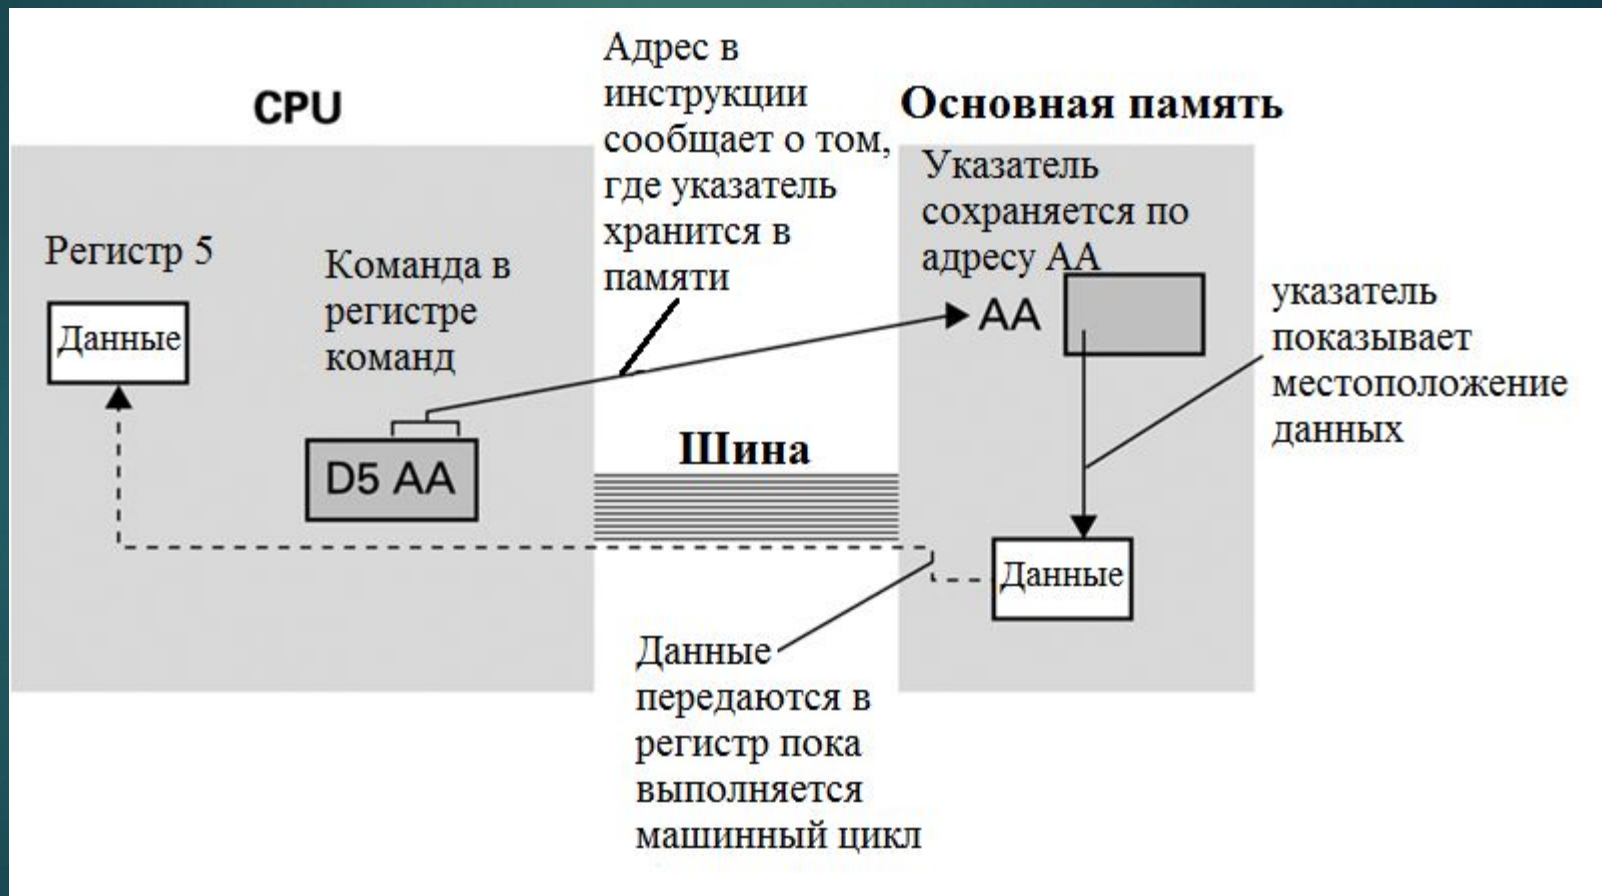 CPU
Адрес в
инструкции
сообщает о том,
где указатель
хранится в
памяти
Основная память
Указатель
сохраняется по
адресу АА
Регистр 5
Данные
Команда в
регистре
команд
D5 AA
AA
указатель
показывает
местоположение
данных
Шина
Данные
Данные
передаются в
регистр пока
выполняется
машинный цикл